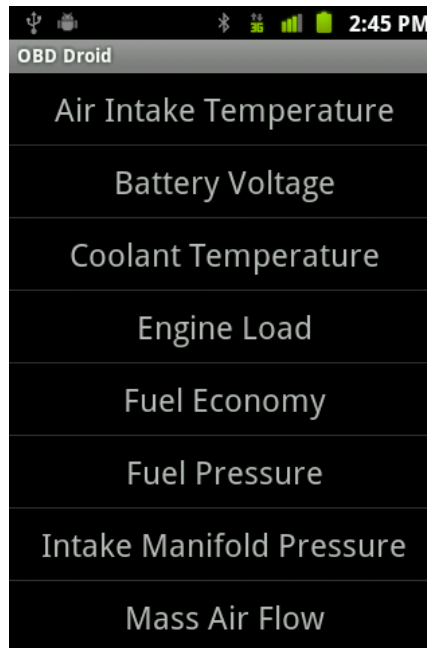 3G 2:45 PM
OBD Droid
Air Intake Temperature
Battery Voltage
Coolant Temperature
Engine Load
Fuel Economy
Fuel Pressure
Intake Manifold Pressure
Mass Air Flow